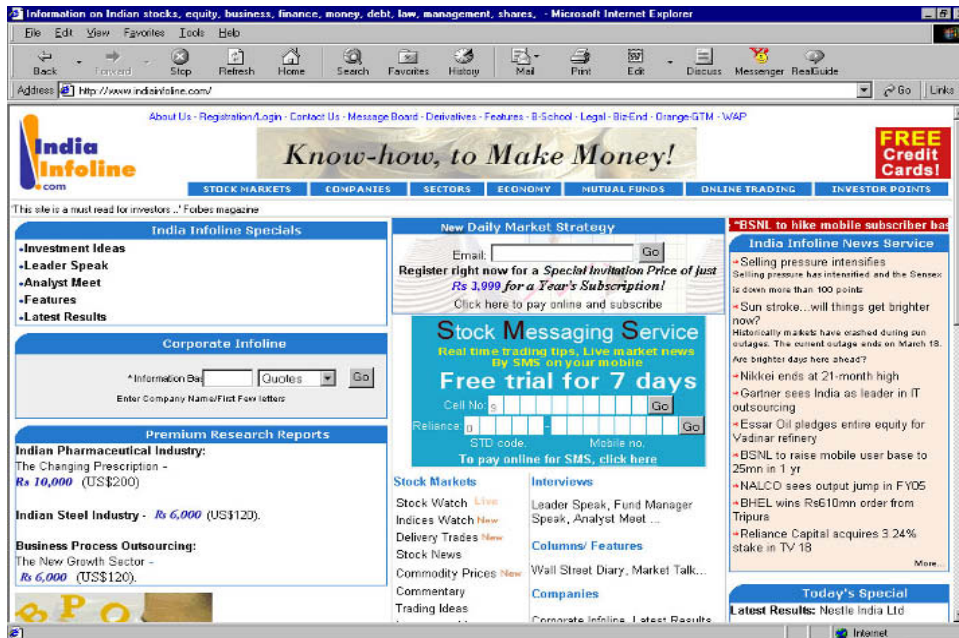 Information on Indian stocks, equity, business, finance, money, debt, law, management, shares, - Microsoft Internet Explorer
File Edit View Favorites Tools Help
Back Forward Stop Refresh Home Search Favorites History Mail Print Edit Discuss Messenger RealGuide
Address http://www.indiainfoline.com/ Go Links
About Us - Registration/Login - Contact Us - Message Board - Derivatives - Features - B-School - Legal - Biz-End - Orange-GTM - WAP
India
Infoline
.com
Know-how, to Make Money!
FREE
Credit
Cards!
STOCK MARKETS COMPANIES SECTORS ECONOMY MUTUAL FUNDS ONLINE TRADING INVESTOR POINTS
'This site is a must read for investors ..' Forbes magazine
India Infoline Specials
Investment Ideas
Leader Speak
Analyst Meet
Features
Latest Results
Corporate Infoline
*Information Bas Quotes Go
Enter Company Name/First Few letters
Premium Research Reports
Indian Pharmaceutical Industry:
The Changing Prescription -
Rs 10,000 (US$200)
Indian Steel Industry - Rs 6,000 (US$120).
Business Process Outsourcing:
The New Growth Sector -
Rs 6,000 (US$120).
BPO
New Daily Market Strategy
Email: Go
Register right now for a Special Invitation Price of just
Rs 3,999 for a Year's Subscription!
Click here to pay online and subscribe
Stock Messaging Service
Real time trading tips, Live market news
By SMS on your mobile
Free trial for 7 days
Cell No: 9 Go
Reliance: 0 - Go
STD code. Mobile no.
To pay online for SMS, click here
Stock Markets
Stock Watch Live
Indices Watch New
Delivery Trades New
Stock News
Commodity Prices New
Commentary
Trading Ideas
Interviews
Leader Speak, Fund Manager
Speak, Analyst Meet ...
Columns/ Features
Wall Street Diary, Market Talk...
Companies
Corporate Infoline, Latest Results
"BSNL to hike mobile subscriber bas
India Infoline News Service
Selling pressure intensifies
Selling pressure has intensified and the Sensex
is down more than 100 points
Sun stroke...will things get brighter
now?
Historically markets have crashed during sun
outages. The current outage ends on March 18.
Are brighter days here ahead?
Nikkei ends at 21-month high
Gartner sees India as leader in IT
outsourcing
Essar Oil pledges entire equity for
Vadinar refinery
BSNL to raise mobile user base to
25mn in 1 yr
NALCO sees output jump in FY05
BHEL wins Rs610mn order from
Tripura
Reliance Capital acquires 3.24%
stake in TV 18
More...
Today's Special
Latest Results: Nestle India Ltd
Internet